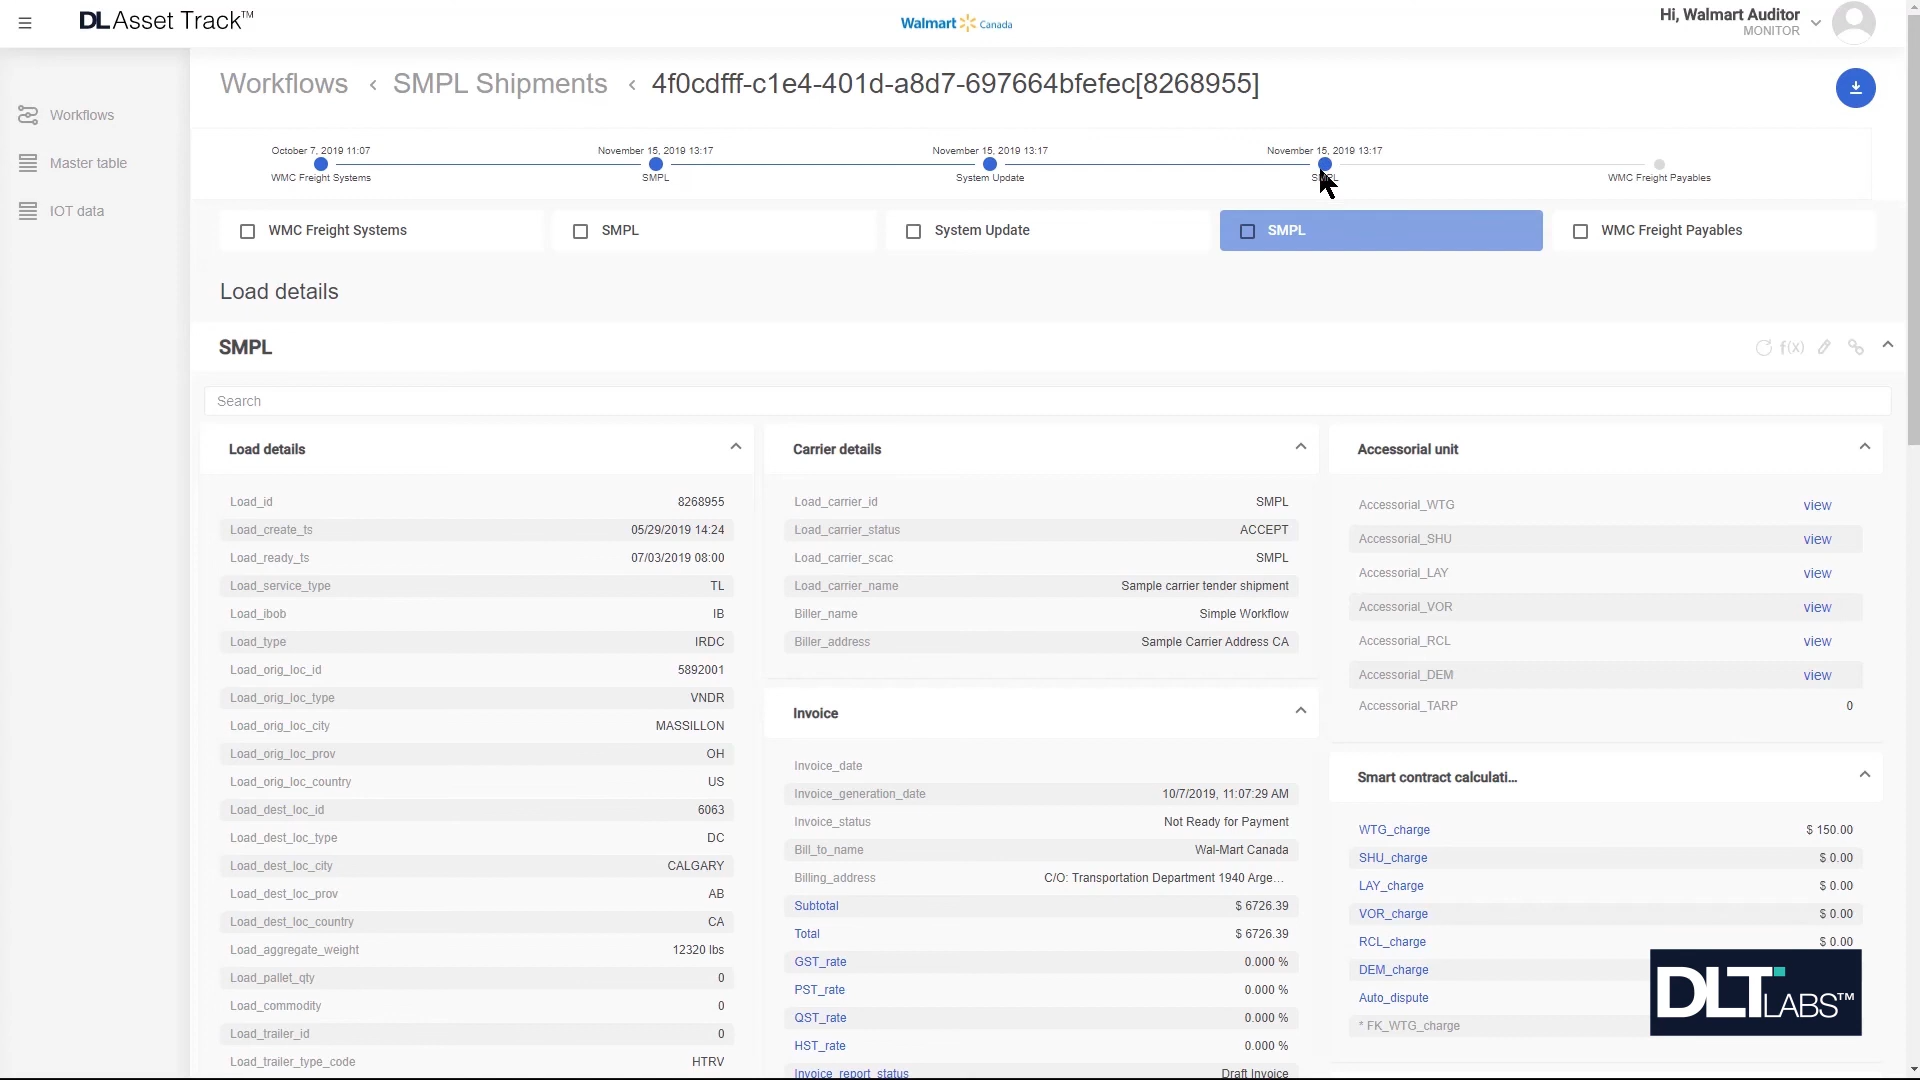 DL Asset Track™
Walmart Canada
Hi, Walmart Auditor
MONITOR
Workflows
Master table
IOT data
Workflows < SMPL Shipments < 4f0cdfff-c1e4-401d-a8d7-697664bfefec[8268955]
October 7, 2019 11:07
November 15, 2019 13:17
November 15, 2019 13:17
November 15, 2019 13:17
WMC Freight Systems
SMPL
System Update
SMPL
WMC Freight Payables
WMC Freight Systems
SMPL
System Update
SMPL
WMC Freight Payables
Load details
SMPL
f(x)
Search
Load details
Load_id 8268955
Load_create_ts 05/29/2019 14:24
Load_ready_ts 07/03/2019 08:00
Load_service_type TL
Load_ibob IB
Load_type IRDC
Load_orig_loc_id 5892001
Load_orig_loc_type VNDR
Load_orig_loc_city MASSILLON
Load_orig_loc_prov OH
Load_orig_loc_country US
Load_dest_loc_id 6063
Load_dest_loc_type DC
Load_dest_loc_city CALGARY
Load_dest_loc_prov AB
Load_dest_loc_country CA
Load_aggregate_weight 12320 lbs
Load_pallet_qty 0
Load_commodity 0
Load_trailer_id 0
Load_trailer_type_code HTRV
Carrier details
Load_carrier_id SMPL
Load_carrier_status ACCEPT
Load_carrier_scac SMPL
Load_carrier_name Sample carrier tender shipment
Biller_name Simple Workflow
Biller_address Sample Carrier Address CA
Invoice
Invoice_date
Invoice_generation_date 10/7/2019, 11:07:29 AM
Invoice_status Not Ready for Payment
Bill_to_name Wal-Mart Canada
Billing_address C/O: Transportation Department 1940 Arge...
Subtotal $ 6726.39
Total $ 6726.39
GST_rate 0.000 %
PST_rate 0.000 %
QST_rate 0.000 %
HST_rate 0.000 %
Invoice_report_status Draft Invoice
Accessorial unit
Accessorial_WTG view
Accessorial_SHU view
Accessorial_LAY view
Accessorial_VOR view
Accessorial_RCL view
Accessorial_DEM view
Accessorial_TARP 0
Smart contract calculati...
WTG_charge $ 150.00
SHU_charge $ 0.00
LAY_charge $ 0.00
VOR_charge $ 0.00
RCL_charge $ 0.00
DEM_charge
Auto_dispute
* FK_WTG_charge
DLT LABS™